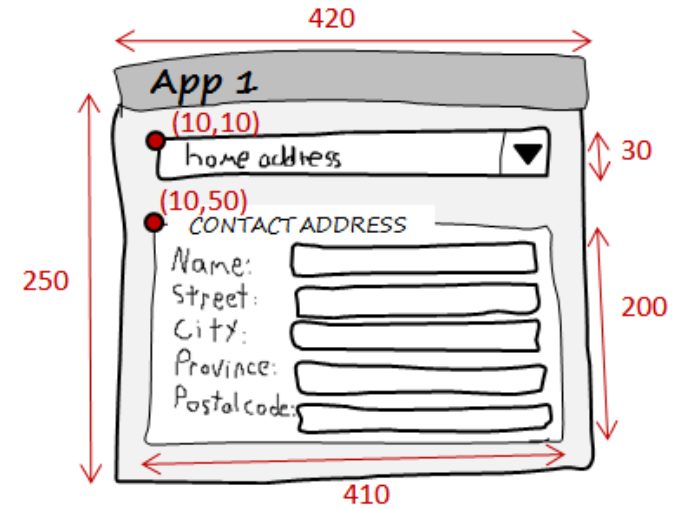 420
App 1
(10,10)
home address
30
(10,50)
CONTACT ADDRESS
Name:
Street:
250
200
City:
Province:
Postalcode:
410